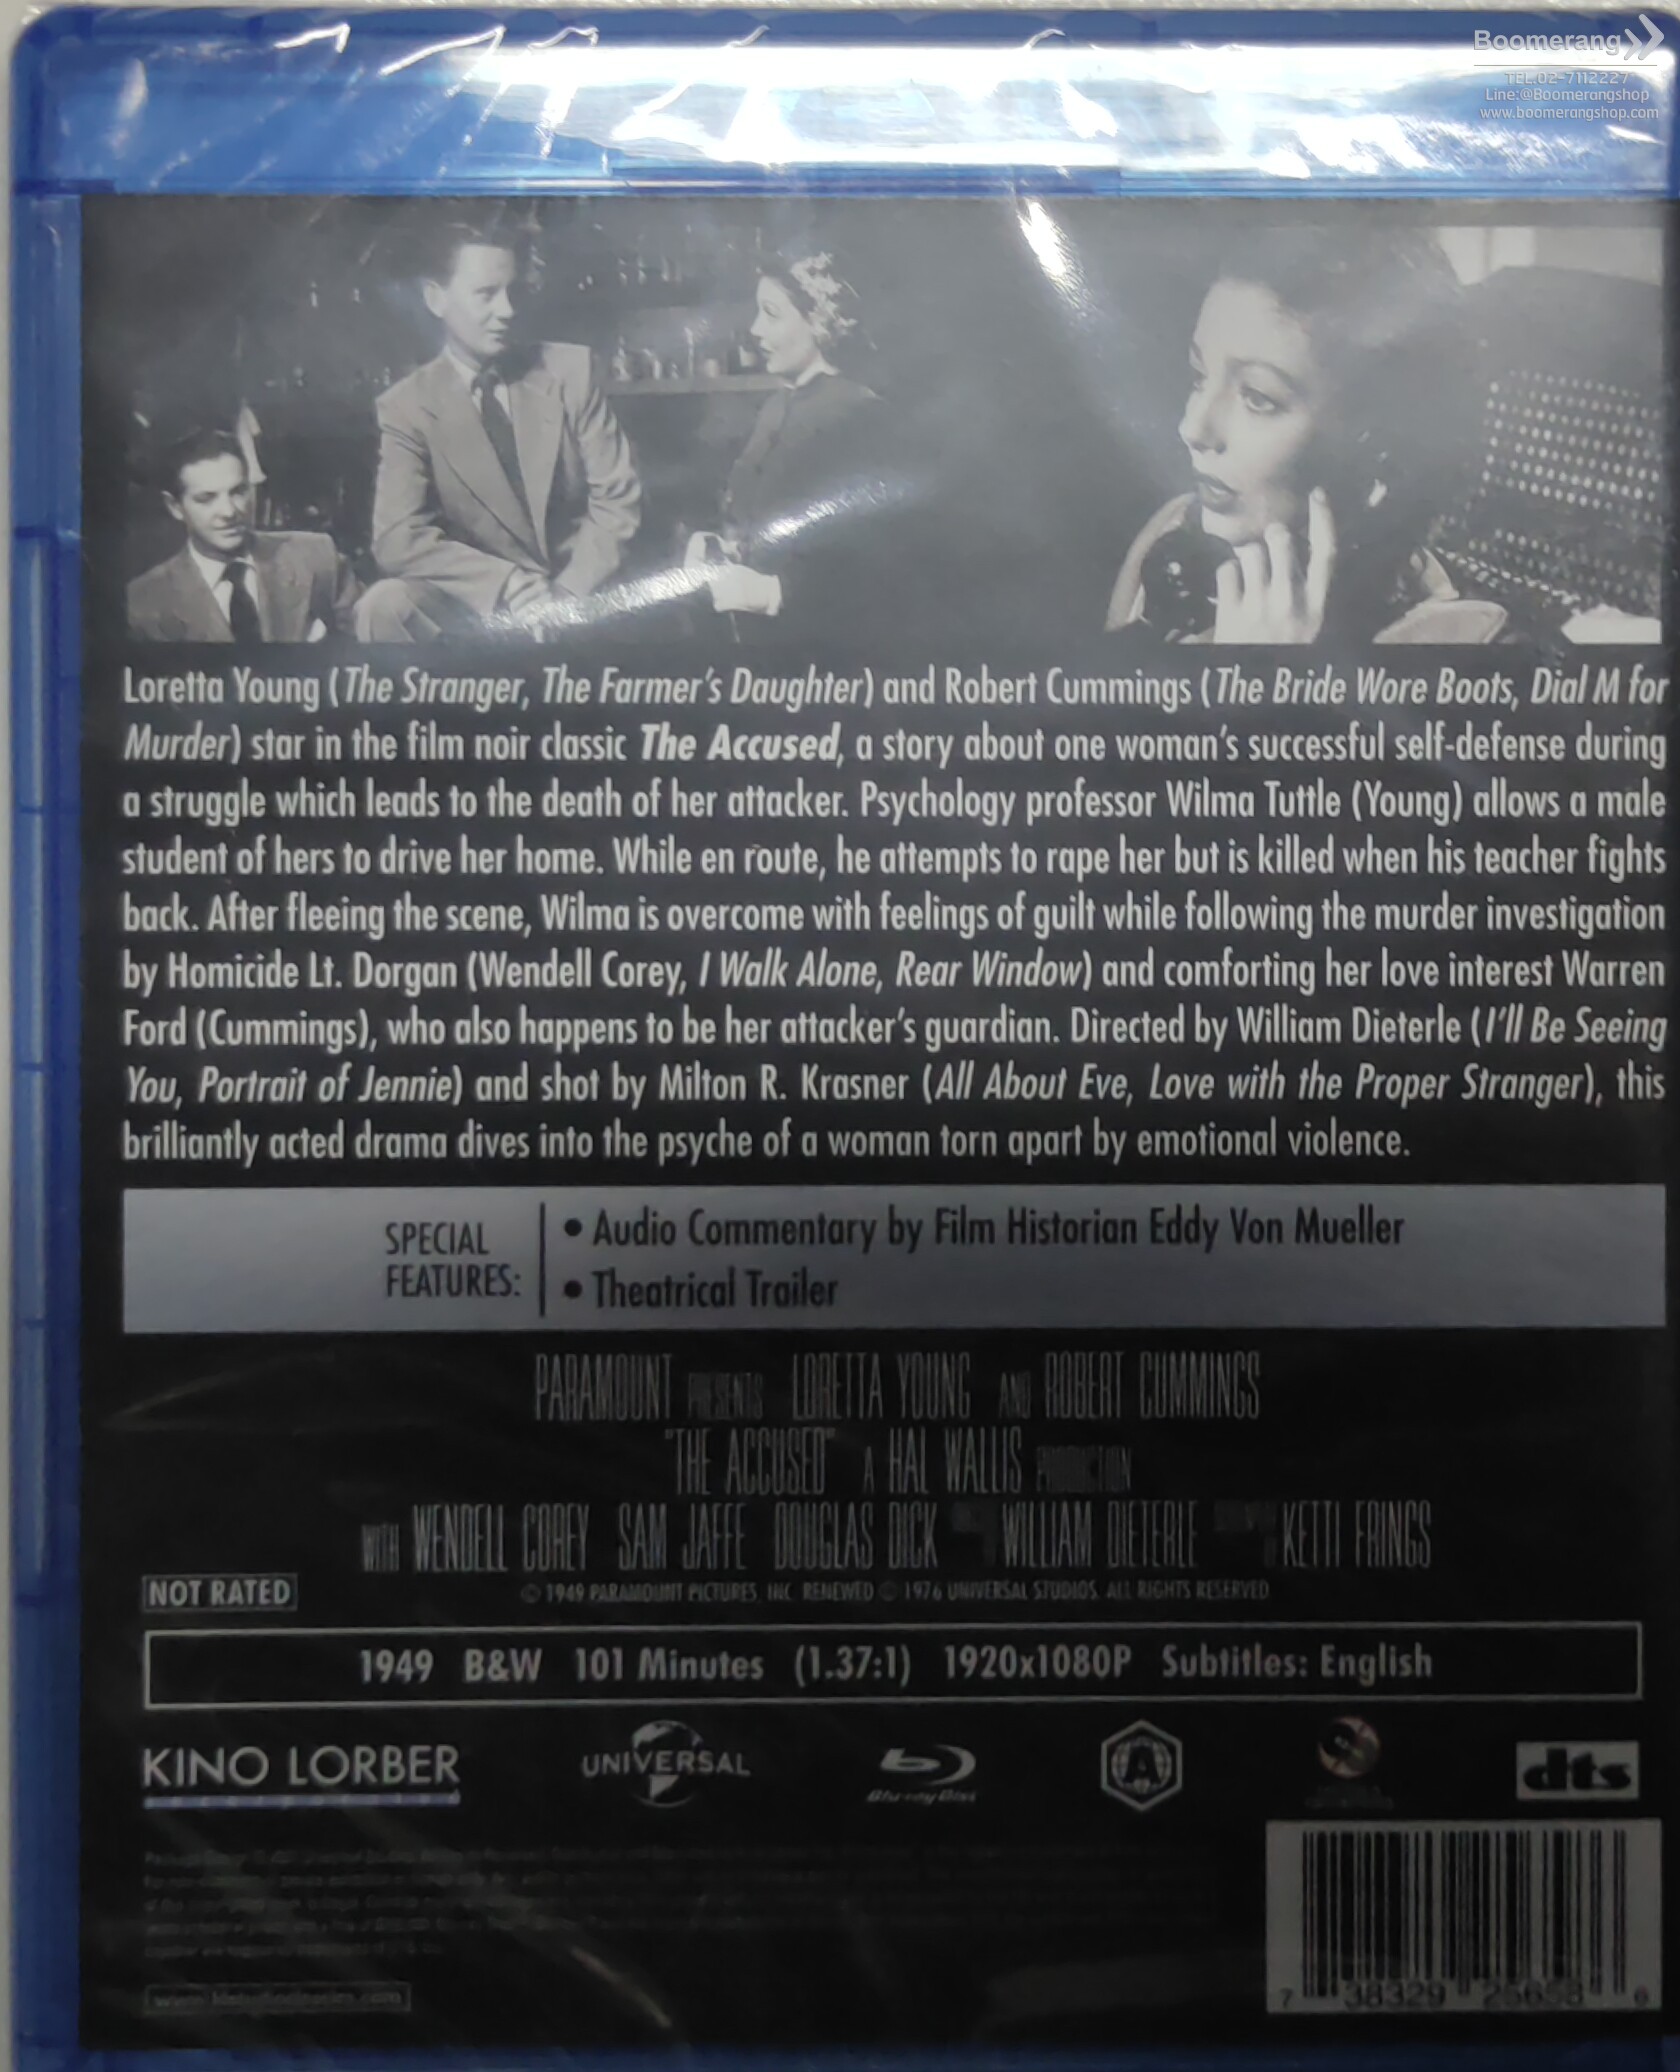 Boomerang
TEL.02-7112227
Line:@Boomerangshop
www.boomerangshop.com
Loretta Young (The Stranger, The Farmer's Daughter) and Robert Cummings (The Bride Wore Boots, Dial M for
Murder) star in the film noir classic The Accused, a story about one woman's successful self-defense during
a struggle which leads to the death of her attacker. Psychology professor Wilma Tuttle (Young) allows a male
student of hers to drive her home. While en route, he attempts to rape her but is killed when his teacher fights
back. After fleeing the scene, Wilma is overcome with feelings of guilt while following the murder investigation
by Homicide Lt. Dorgan (Wendell Corey, I Walk Alone, Rear Window) and comforting her love interest Warren
Ford (Cummings), who also happens to be her attacker's guardian. Directed by William Dieterle (I'll Be Seeing
You, Portrait of Jennie) and shot by Milton R. Krasner (All About Eve, Love with the Proper Stranger), this
brilliantly acted drama dives into the psyche of a woman torn apart by emotional violence.
SPECIAL
FEATURES:
• Audio Commentary by Film Historian Eddy Von Mueller
• Theatrical Trailer
PARAMOUNT PRESENTS LORETTA YOUNG AND ROBERT CUMMINGS
"THE ACCUSED" A HAL WALLIS PRODUCTION
WITH WENDELL COREY SAM JAFFE DOUGLAS DICK WILLIAM DIETERLE KETTI FRINGS
© 1949 PARAMOUNT PICTURES, INC. RENEWED © 1976 UNIVERSAL STUDIOS. ALL RIGHTS RESERVED.
NOT RATED
1949 B&W 101 Minutes (1.37:1) 1920x1080P Subtitles: English
KINO LORBER
UNIVERSAL
Blu-ray Disc
A
dts
7 38329 25658 6